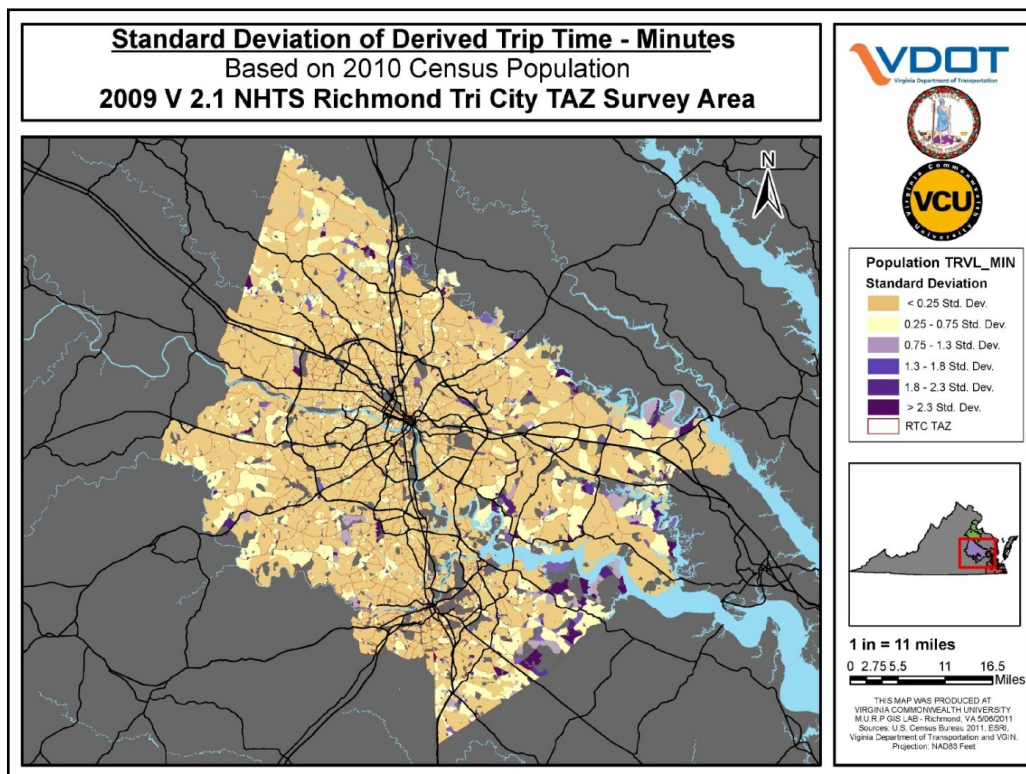 Standard Deviation of Derived Trip Time - Minutes
Based on 2010 Census Population
2009 V 2.1 NHTS Richmond Tri City TAZ Survey Area
N
VDOT
Virginia Department of Transportation
Virginia Commonwealth University
VCU
Population TRVL_MIN
Standard Deviation
< 0.25 Std. Dev.
0.25 - 0.75 Std. Dev.
0.75 - 1.3 Std. Dev.
1.3 - 1.8 Std. Dev.
1.8 - 2.3 Std. Dev.
> 2.3 Std. Dev.
RTC TAZ
1 in = 11 miles
0 2.75 5.5 11 16.5
Miles
THIS MAP WAS PRODUCED AT
VIRGINIA COMMONWEALTH UNIVERSITY
M.U.R.P GIS LAB - Richmond, VA 5/06/2011
Sources: U.S. Census Bureau 2011, ESRI,
Viginia Department of Transportation and VGIN.
Projection: NAD83 Feet